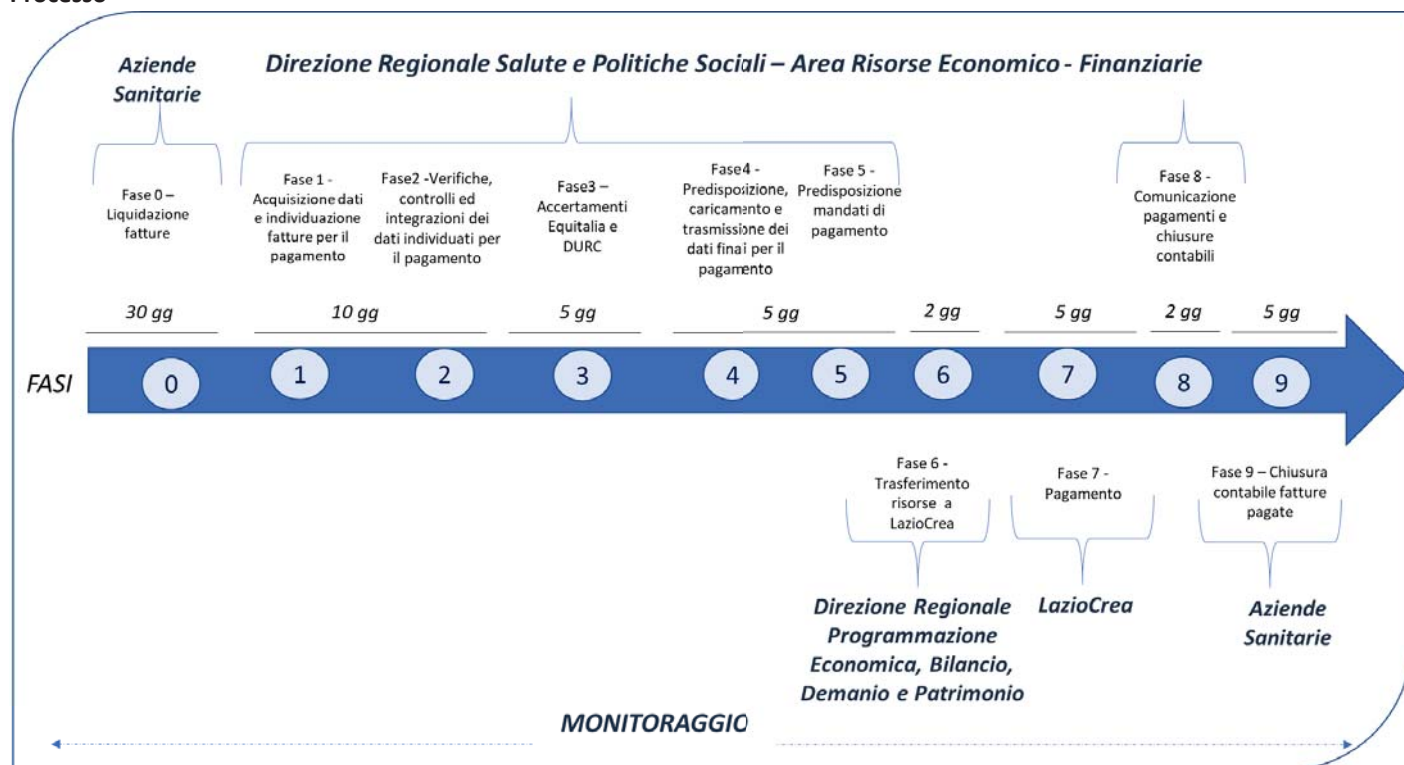 Processo
Aziende
Sanitarie
Direzione Regionale Salute e Politiche Sociali – Area Risorse Economico - Finanziarie
Fase 0 –
Liquidazione
fatture
Fase 1 -
Acquisizione dati
e individuazione
fatture per il
pagamento
Fase2 -Verifiche,
controlli ed
integrazioni dei
dati individuati per
il pagamento
Fase3 –
Accertamenti
Equitalia e
DURC
Fase4 -
Predisposizione,
caricamento e
trasmissione dei
dati finali per il
pagamento
Fase 5 -
Predisposizione
mandati di
pagamento
Fase 8 -
Comunicazione
pagamenti e
chiusure
contabili
30 gg
10 gg
5 gg
5 gg
2 gg
5 gg
2 gg
5 gg
FASI
0
1
2
3
4
5
6
7
8
9
Fase 6 -
Trasferimento
risorse a
LazioCrea
Fase 7 -
Pagamento
Fase 9 – Chiusura
contabile fatture
pagate
Direzione Regionale
Programmazione
Economica, Bilancio,
Demanio e Patrimonio
LazioCrea
Aziende
Sanitarie
MONITORAGGIO